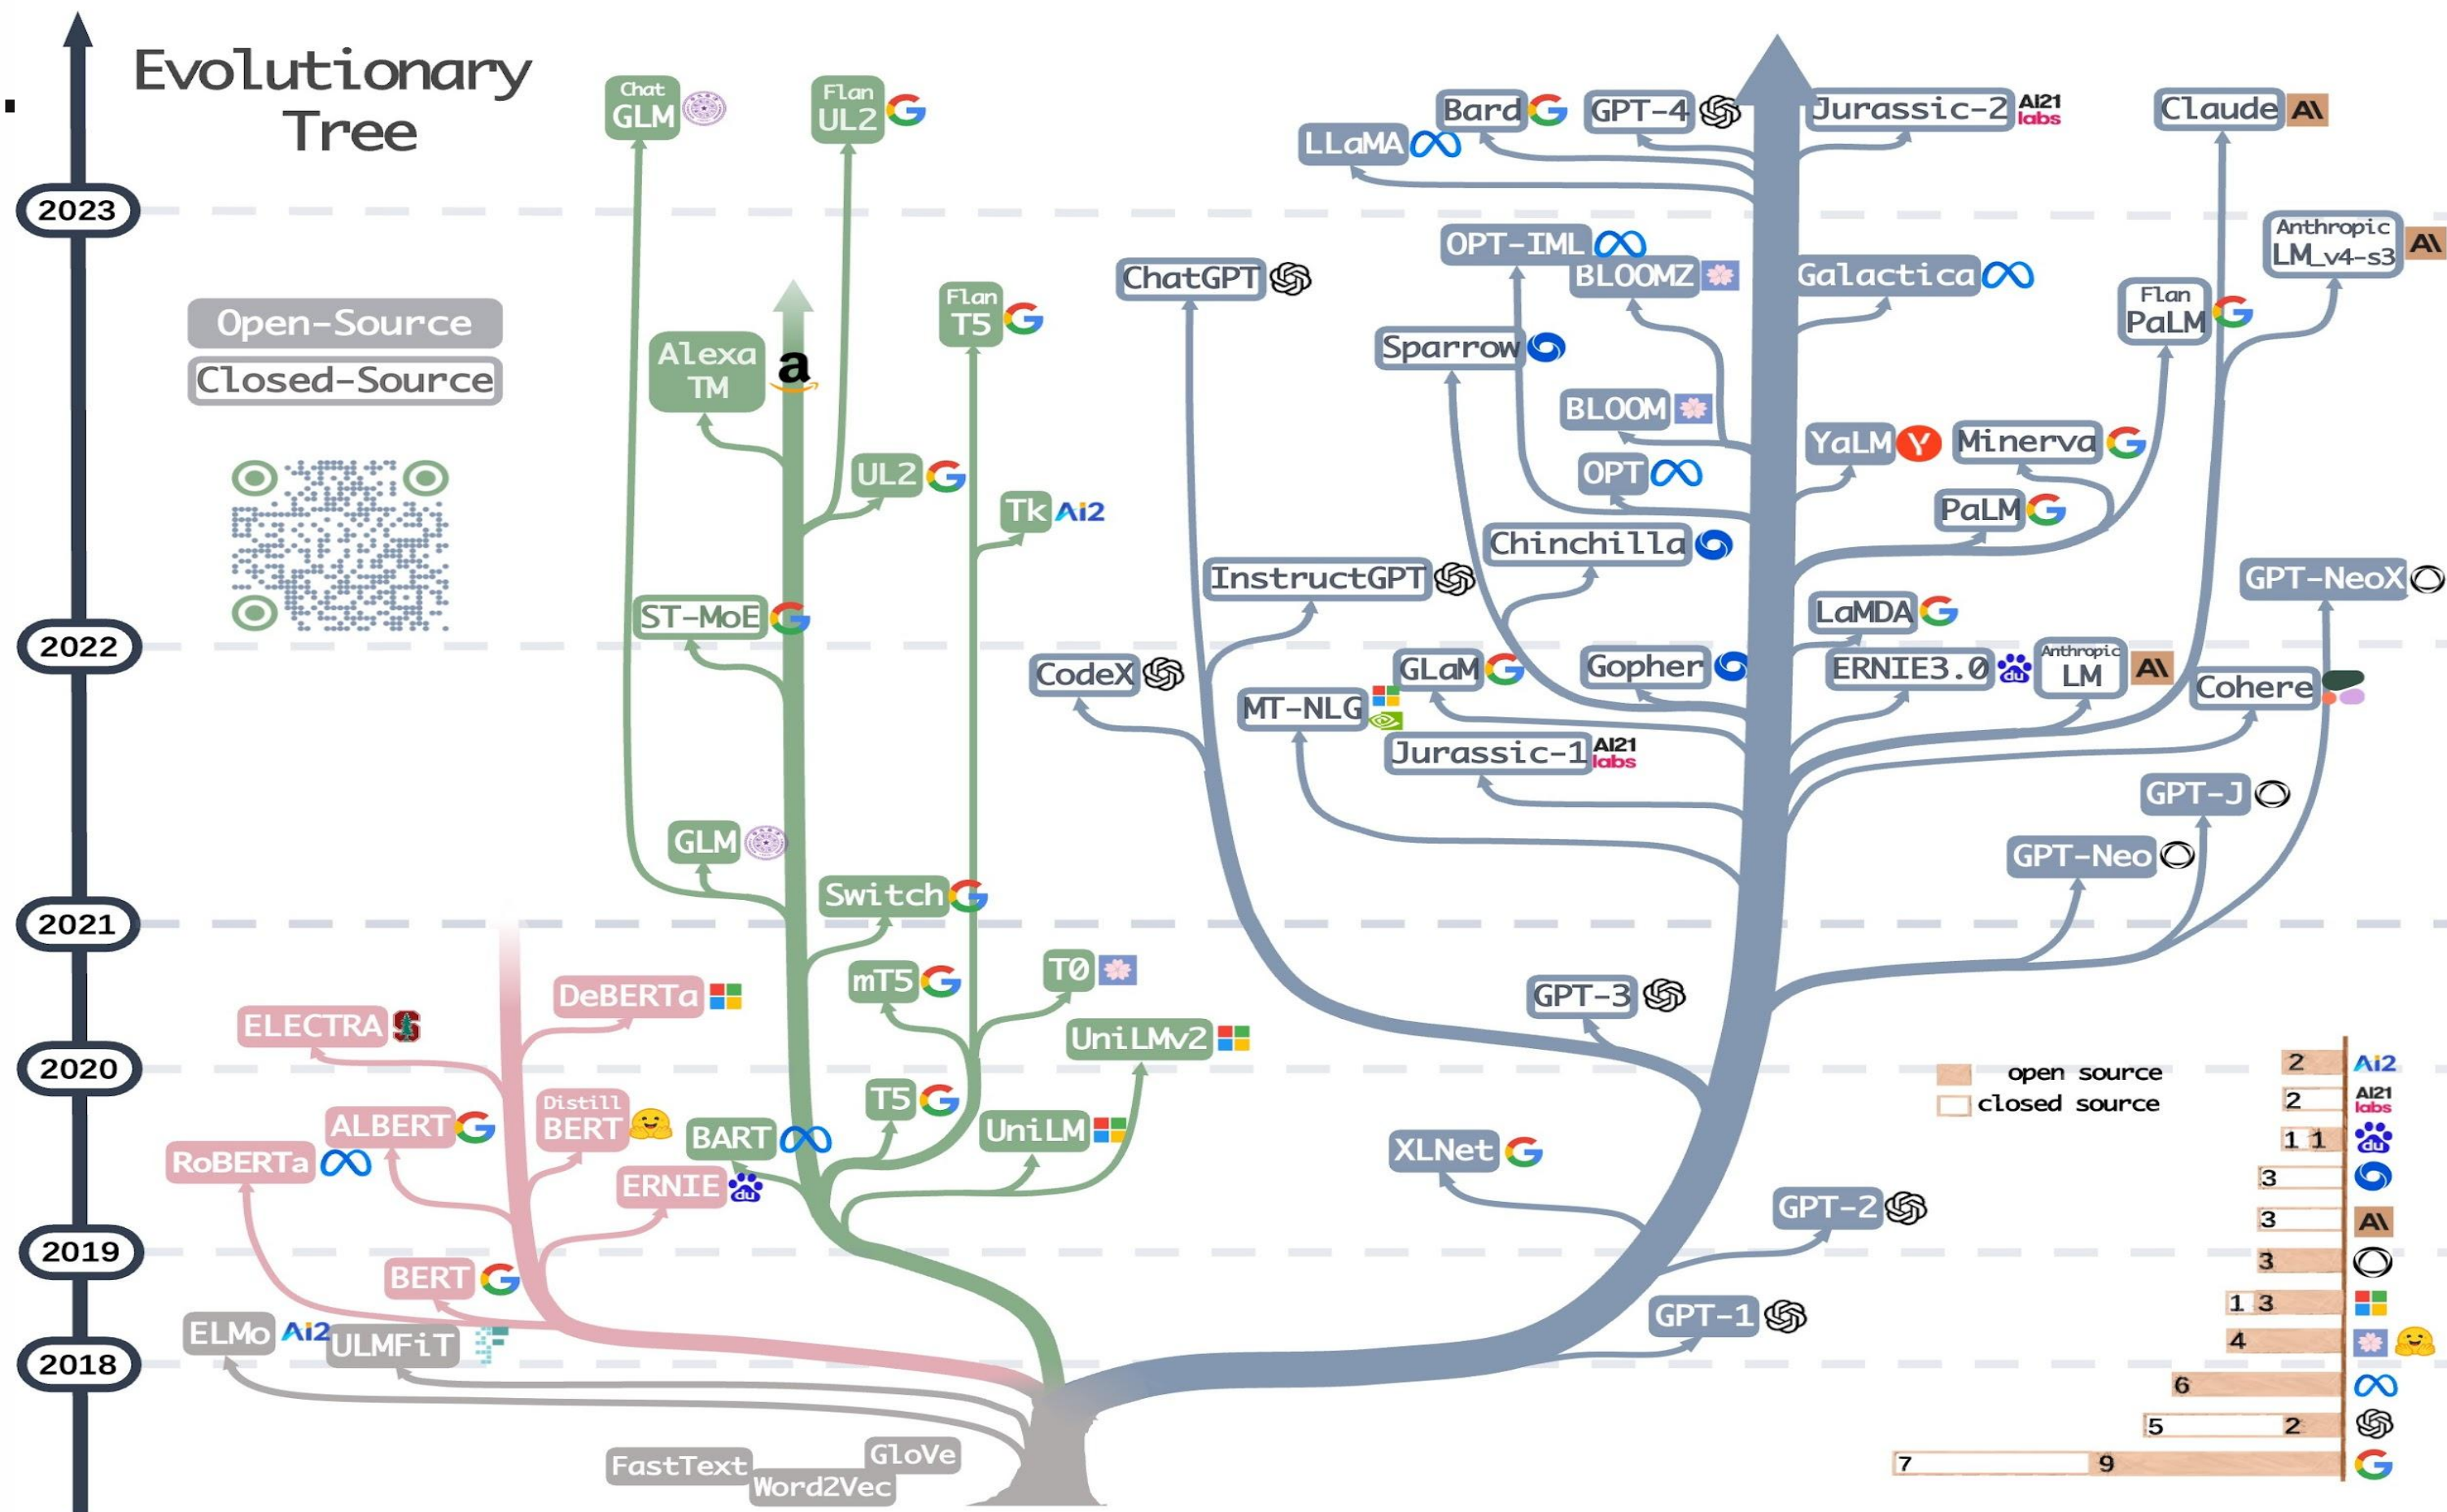 Evolutionary
Tree
2023
2022
2021
2020
2019
2018
Open-Source
Closed-Source
Chat
GLM
Flan
UL2
Alexa
TM
a
Flan
T5
UL2
Tk
Ai2
ST-MoE
GLM
Switch
mT5
T0
UniLMv2
T5
UniLM
BART
DeBERTa
ELECTRA
S
Distill
BERT
ALBERT
RoBERTa
ERNIE
du
BERT
ELMo
Ai2
ULMFiT
FastText
Word2Vec
GloVe
LLaMA
Bard
GPT-4
Jurassic-2
AI21
labs
Claude
A\
OPT-IML
BLOOMZ
Galactica
Anthropic
LM_v4-s3
A\
ChatGPT
Sparrow
Flan
PaLM
BLOOM
YaLM
Y
Minerva
OPT
PaLM
Chinchilla
InstructGPT
GPT-NeoX
LaMDA
CodeX
GLaM
Gopher
ERNIE3.0
du
Anthropic
LM
A\
Cohere
MT-NLG
Jurassic-1
AI21
labs
GPT-J
GPT-Neo
GPT-3
XLNet
GPT-2
GPT-1
open source
closed source
2 Ai2
2 AI21
labs
1 1 du
3
3 A\
3
1 3
4
6
5 2
7 9 G